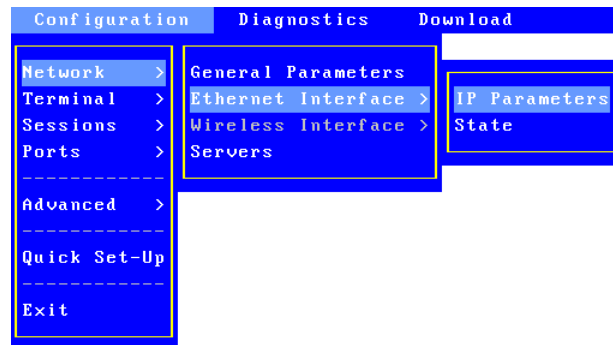 Configuration Diagnostics Download
Network >
Terminal >
Sessions >
Ports >
Advanced >
Quick Set-Up
Exit
General Parameters
Ethernet Interface >
Wireless Interface >
Servers
IP Parameters
State